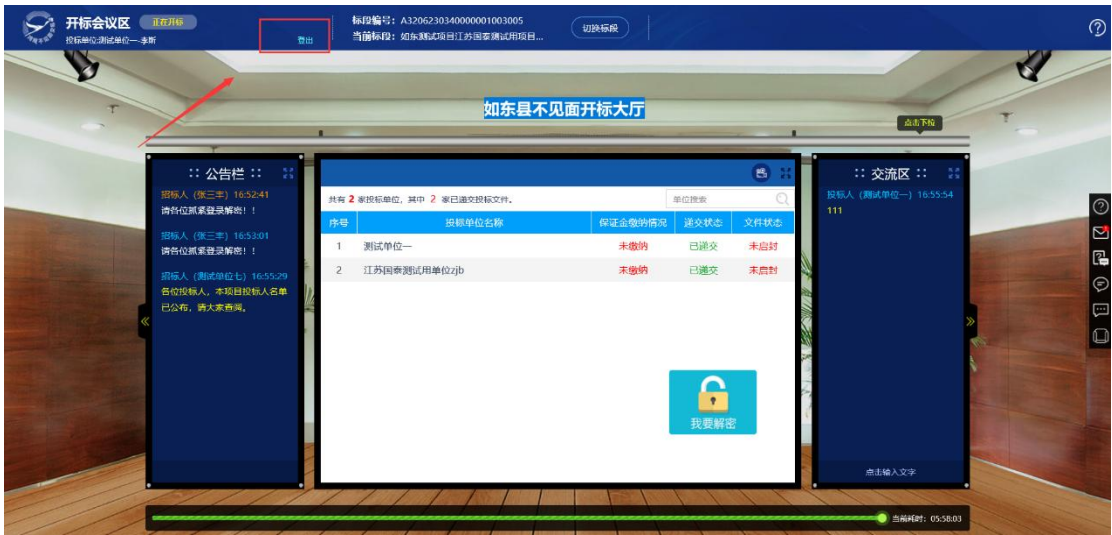 开标会议区 正在开标
投标单位:测试单位一-李斯
登出
标段编号: A3206230340000001003005
当前标段: 如东测试项目江苏国泰测试用项目...
切换标段
如东县不见面开标大厅
点击下拉
:: 公告栏 ::
招标人 (张三丰) 16:52:41
请各位抓紧登录解密！！
招标人 (张三丰) 16:53:01
请各位抓紧登录解密！！
招标人 (测试单位七) 16:55:29
各位投标人，本项目投标人名单
已公布，请大家查阅。
共有 2 家投标单位，其中 2 家已递交投标文件。
单位搜索
序号 投标单位名称 保证金缴纳情况 递交状态 文件状态
1 测试单位一 未缴纳 已递交 未启封
2 江苏国泰测试用单位zjb 未缴纳 已递交 未启封
我要解密
:: 交流区 ::
投标人 (测试单位一) 16:55:54
111
点击输入文字
当前耗时: 05:58:03